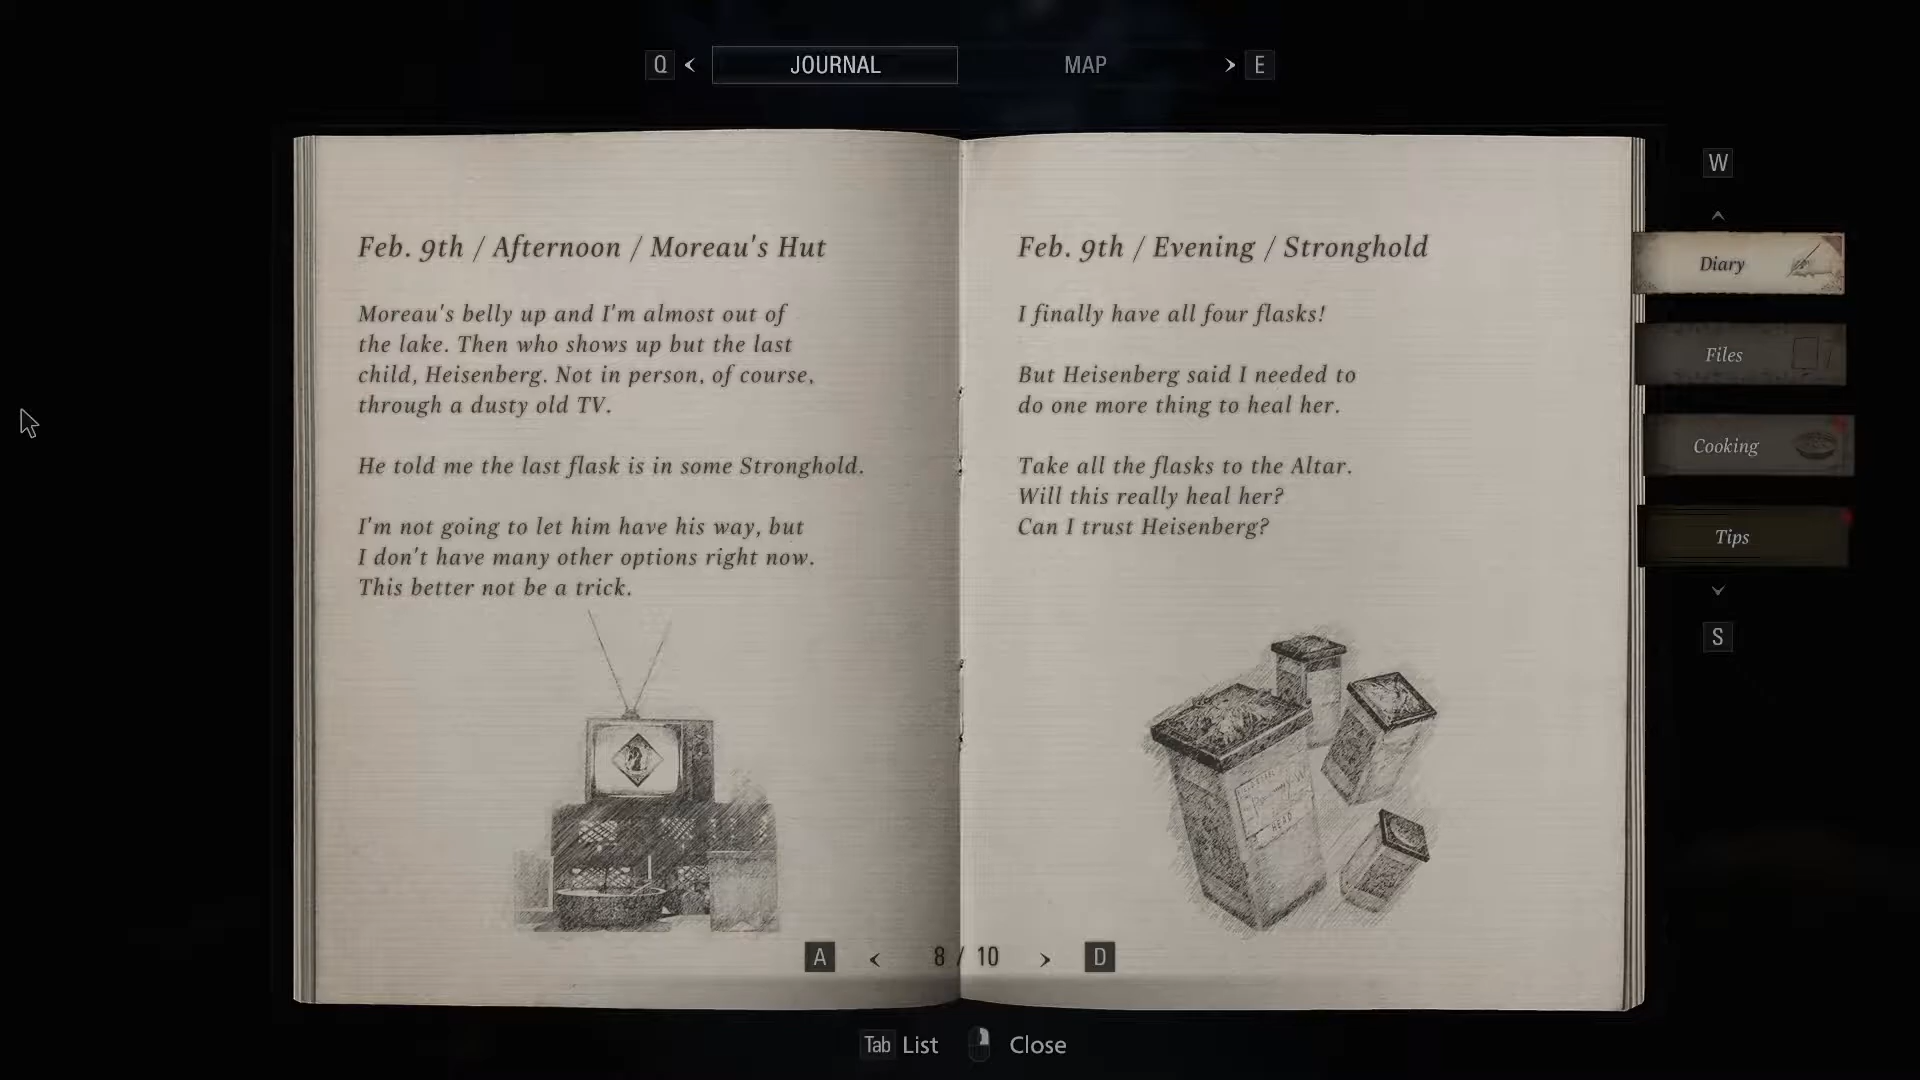 Q < JOURNAL MAP > E
W
Feb. 9th / Afternoon / Moreau's Hut
Moreau's belly up and I'm almost out of
the lake. Then who shows up but the last
child, Heisenberg. Not in person, of course,
through a dusty old TV.
He told me the last flask is in some Stronghold.
I'm not going to let him have his way, but
I don't have many other options right now.
This better not be a trick.
Feb. 9th / Evening / Stronghold
I finally have all four flasks!
But Heisenberg said I needed to
do one more thing to heal her.
Take all the flasks to the Altar.
Will this really heal her?
Can I trust Heisenberg?
HEAD
Diary
Files
Cooking
Tips
S
A < 8 / 10 > D
Tab List Close